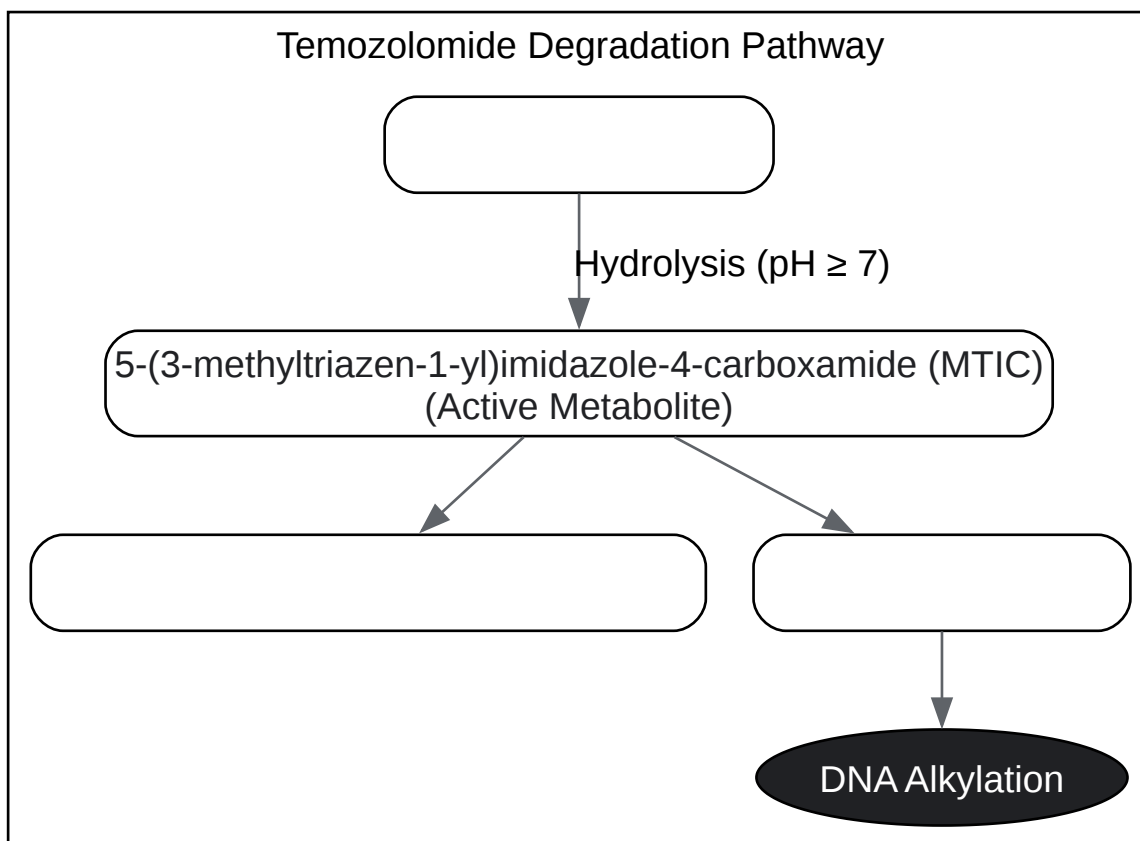 Temozolomide Degradation Pathway
Hydrolysis (pH ≥ 7)
5-(3-methyltriazen-1-yl)imidazole-4-carboxamide (MTIC)
(Active Metabolite)
DNA Alkylation